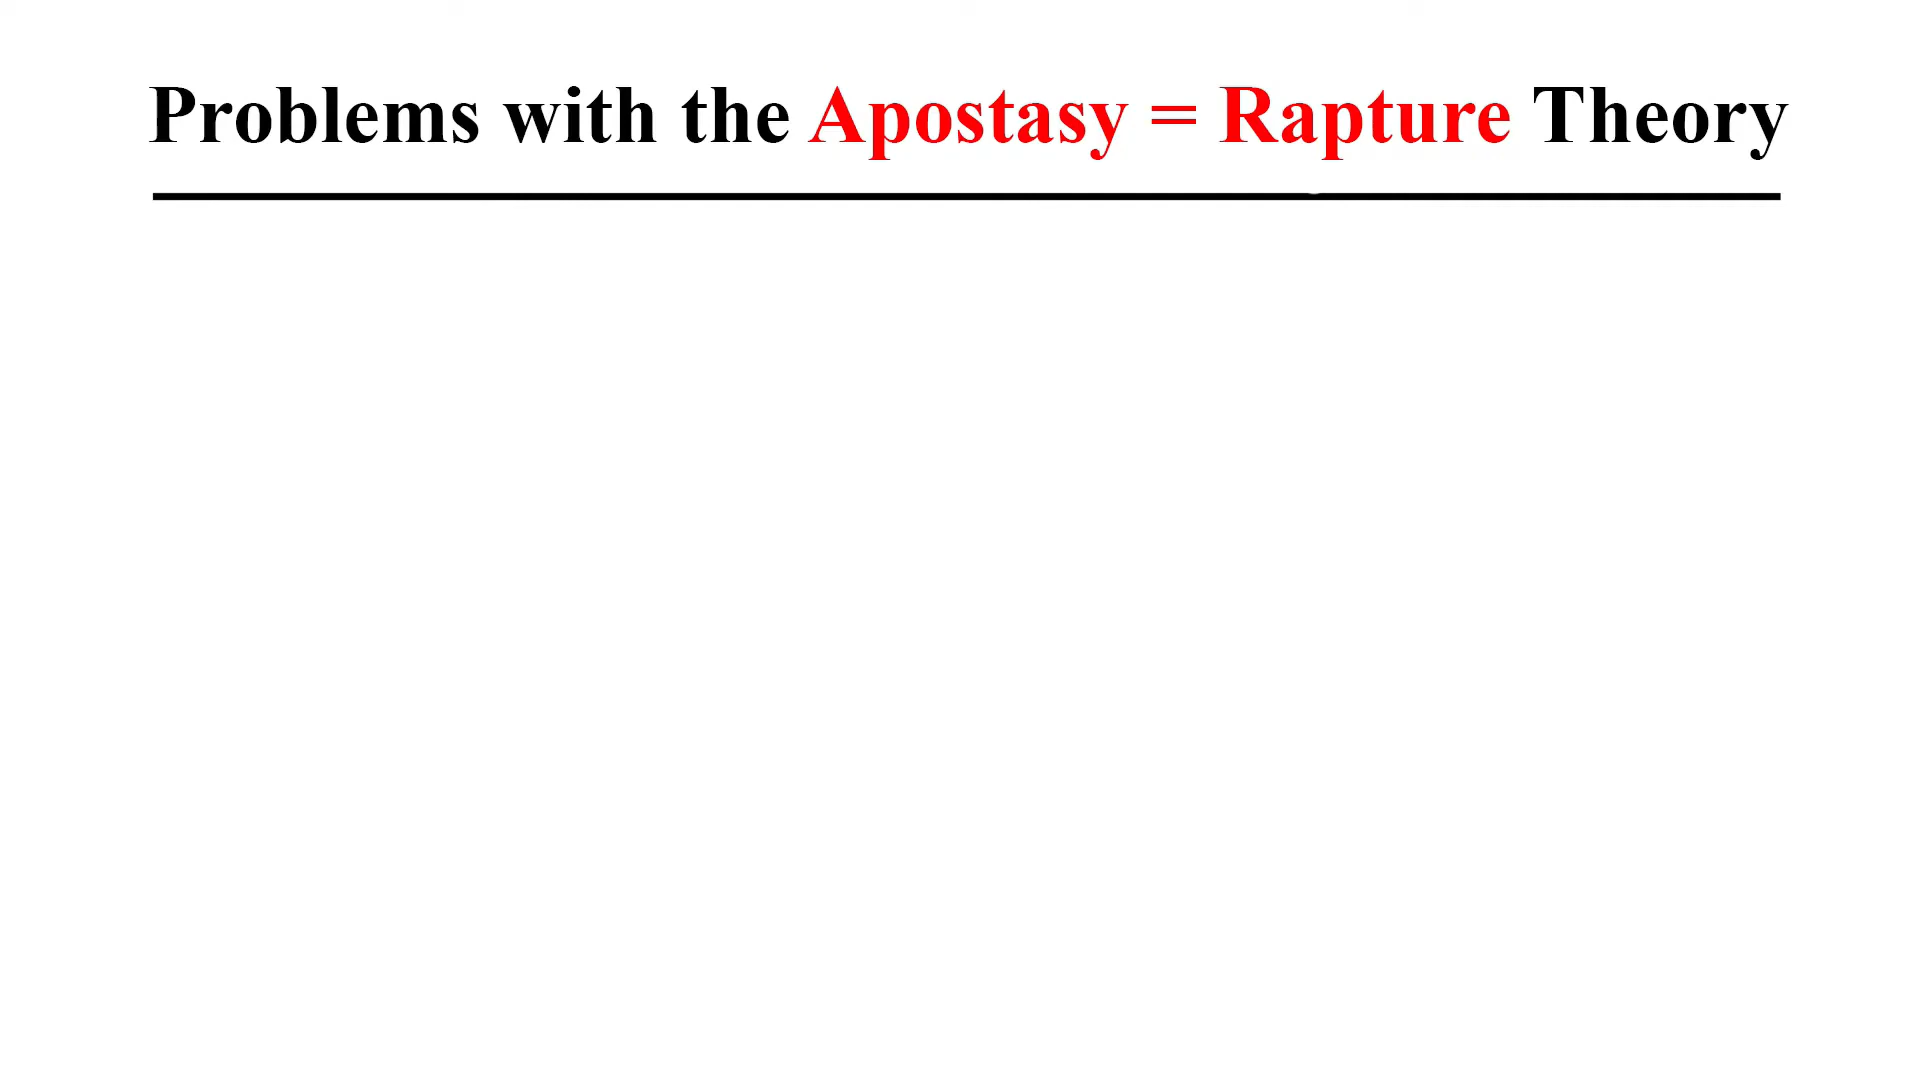 Problems with the Apostasy = Rapture Theory